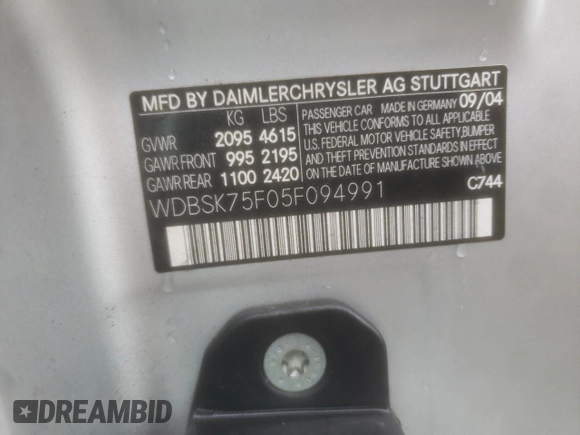 MFD BY DAIMLERCHRYSLER AG STUTTGART
KG LBS
GVWR 2095 4615
GAWR FRONT 995 2195
GAWR REAR 1100 2420
PASSENGER CAR MADE IN GERMANY 09/04
THIS VEHICLE CONFORMS TO ALL APPLICABLE
U.S. FEDERAL MOTOR VEHICLE SAFETY, BUMPER
AND THEFT PREVENTION STANDARDS IN EFFECT
ON THE DATE OF MANUFACTURE SHOWN ABOVE.
WDBSK75F05F094991
C744
DREAMBID